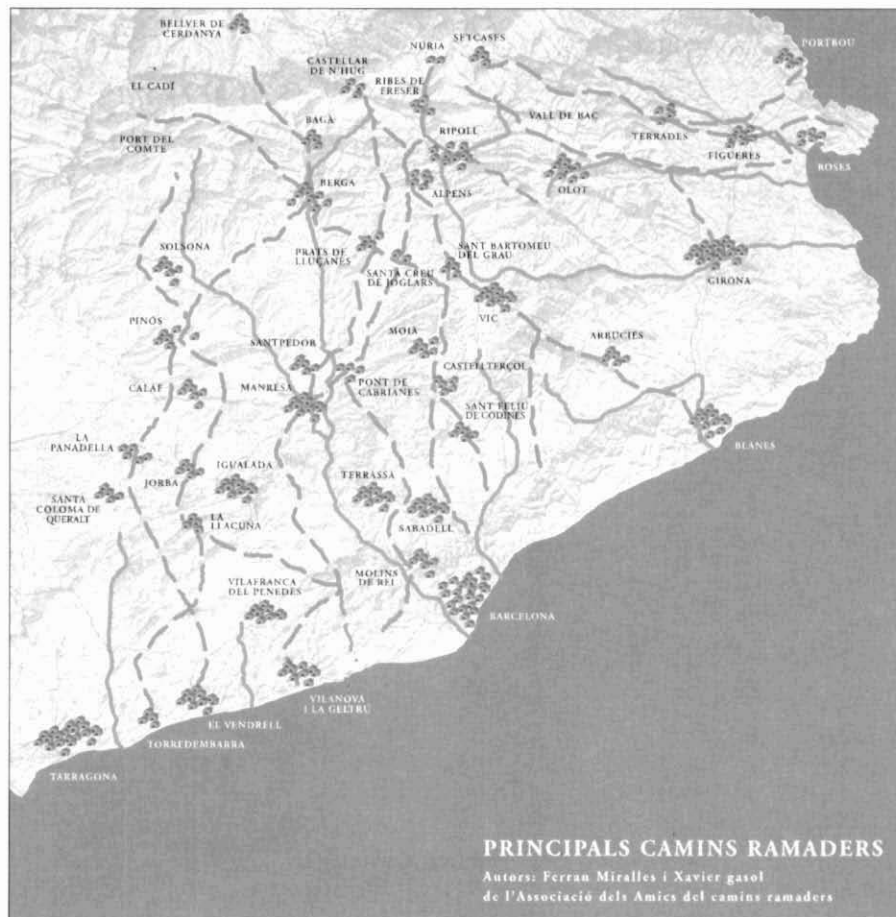 BELLVER DE
CERDANYA
NÚRIA
SETCASES
PORTBOU
CASTELLAR
DE N'HUG
EL CADÍ
RIBES DE
FRESER
PORT DEL
COMTE
BAGÀ
RIPOLL
VALL DE BAC
TERRADES
FIGUERES
ROSES
BERGA
ALPENS
OLOT
SOLSONA
PRATS DE
LLUÇANÈS
SANTA CREU
DE JOGLARS
SANT BARTOMEU
DEL GRAU
GIRONA
VIC
PINÓS
SANTPEDOR
MOIÀ
ARBÚCIES
CALAF
MANRESA
PONT DE
CABRIANES
CASTELLTERÇOL
SANT FELIU
DE CODINES
BLANES
LA
PANADELLA
JORBA
IGUALADA
TERRASSA
SANTA
COLOMA DE
QUERALT
LA
LLACUNA
SABADELL
VILAFRANCA
DEL PENEDÈS
MOLINS
DE REI
BARCELONA
VILANOVA
I LA GELTRÚ
EL VENDRELL
TORREDEMBARRA
TARRAGONA
PRINCIPALS CAMINS RAMADERS
Autors: Ferran Miralles i Xavier gasol
de l'Associació dels Amics del camins ramaders